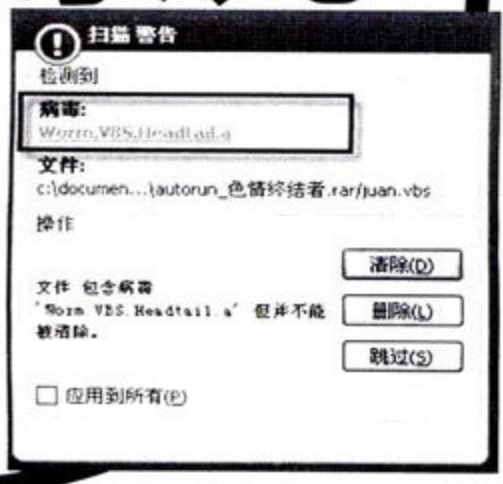 扫描 警告
检测到
病毒:
Worm.VBS.Headtail.a
文件:
c:\documen...\autorun_色情终结者.rar/juan.vbs
操作
清除(D)
文件 包含病毒
'Worm.VBS.Headtail.a' 但并不能
被清除。
删除(L)
跳过(S)
应用到所有(P)